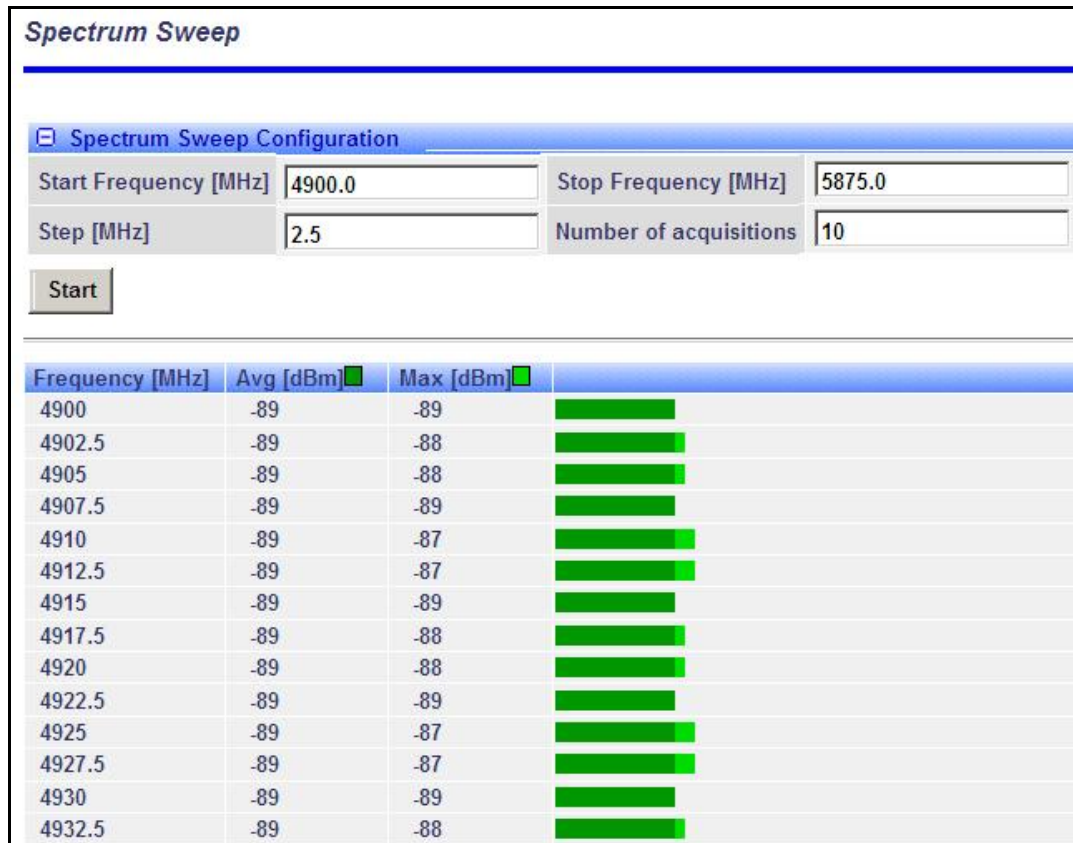 Spectrum Sweep
Spectrum Sweep Configuration
Start Frequency [MHz] 4900.0 Stop Frequency [MHz] 5875.0
Step [MHz] 2.5 Number of acquisitions 10
Start
Frequency [MHz] Avg [dBm] Max [dBm]
4900 -89 -89
4902.5 -89 -88
4905 -89 -88
4907.5 -89 -89
4910 -89 -87
4912.5 -89 -87
4915 -89 -89
4917.5 -89 -88
4920 -89 -88
4922.5 -89 -89
4925 -89 -87
4927.5 -89 -87
4930 -89 -89
4932.5 -89 -88